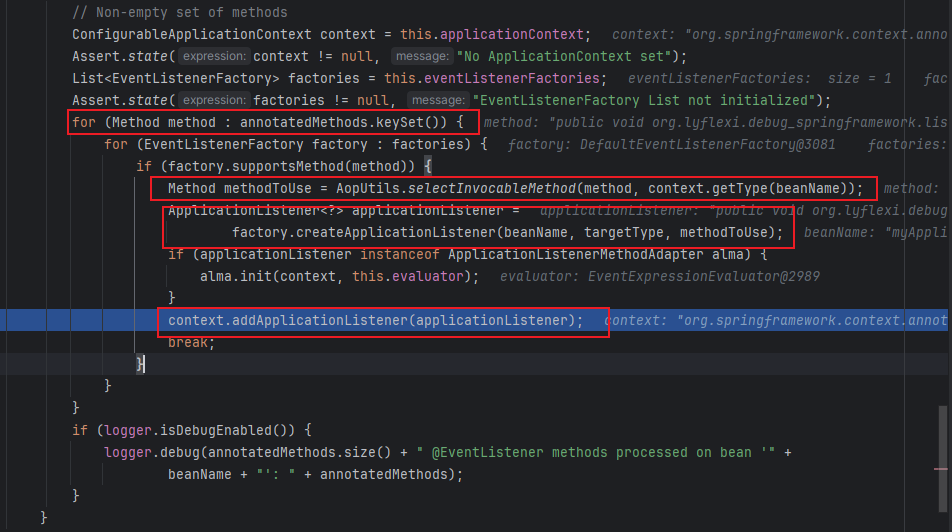 // Non-empty set of methods
ConfigurableApplicationContext context = this.applicationContext; context: "org.springframework.context.anno
Assert.state( expression: context != null, message: "No ApplicationContext set");
List<EventListenerFactory> factories = this.eventListenerFactories; eventListenerFactories: size = 1 fac
Assert.state( expression: factories != null, message: "EventListenerFactory List not initialized");
for (Method method : annotatedMethods.keySet()) { method: "public void org.lyflexi.debug_springframework.lis
for (EventListenerFactory factory : factories) { factory: DefaultEventListenerFactory@3081 factories:
if (factory.supportsMethod(method)) {
Method methodToUse = AopUtils.selectInvocableMethod(method, context.getType(beanName)); method:
ApplicationListener<?> applicationListener = applicationListener: "public void org.lyflexi.debug
factory.createApplicationListener(beanName, targetType, methodToUse); beanName: "myAppli
if (applicationListener instanceof ApplicationListenerMethodAdapter alma) {
alma.init(context, this.evaluator); evaluator: EventExpressionEvaluator@2989
}
context.addApplicationListener(applicationListener); context: "org.springframework.context.annot
break;
}
}
}
if (logger.isDebugEnabled()) {
logger.debug(annotatedMethods.size() + " @EventListener methods processed on bean '" +
beanName + "': " + annotatedMethods);
}
}